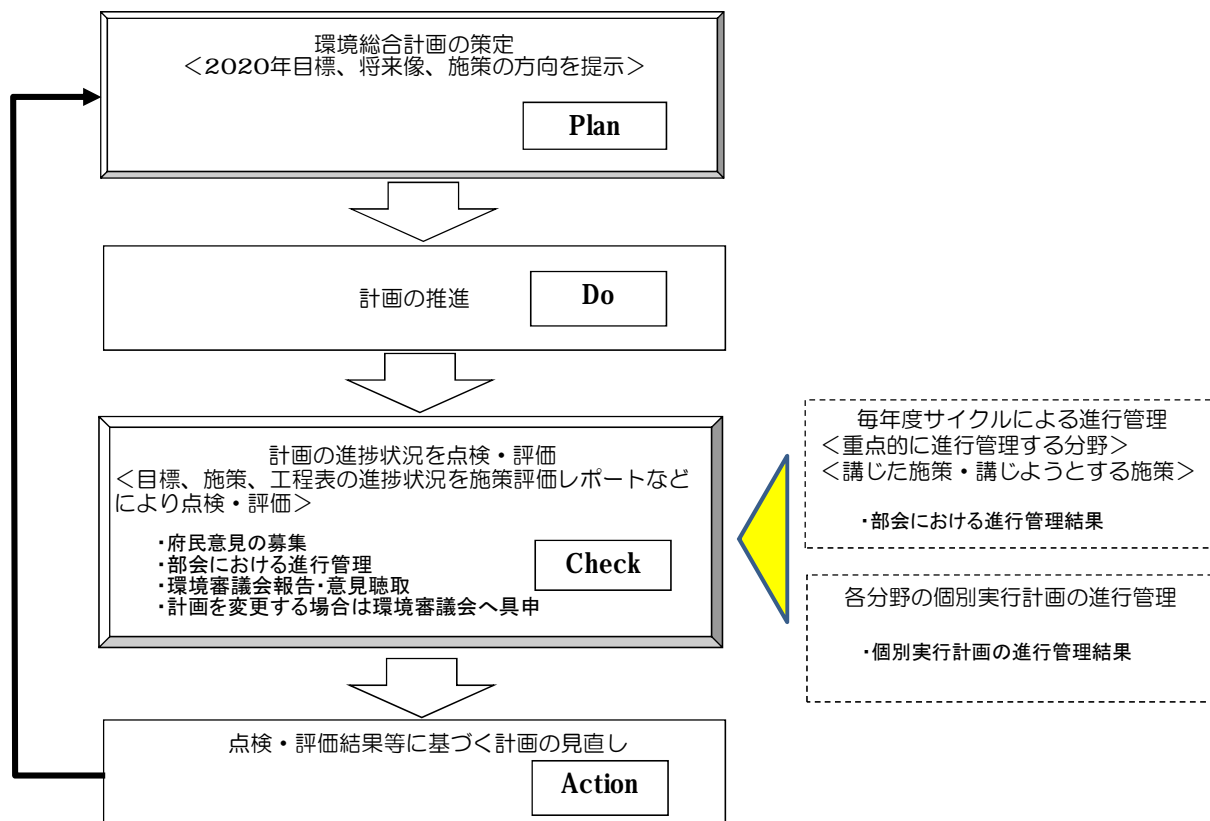 環境総合計画の策定
＜2020年目標、将来像、施策の方向を提示＞
Plan
計画の推進
Do
計画の進捗状況を点検・評価
＜目標、施策、工程表の進捗状況を施策評価レポートなど
により点検・評価＞
・府民意見の募集
・部会における進行管理
・環境審議会報告・意見聴取
・計画を変更する場合は環境審議会へ具申
Check
毎年度サイクルによる進行管理
＜重点的に進行管理する分野＞
＜講じた施策・講じようとする施策＞
・部会における進行管理結果
各分野の個別実行計画の進行管理
・個別実行計画の進行管理結果
点検・評価結果等に基づく計画の見直し
Action